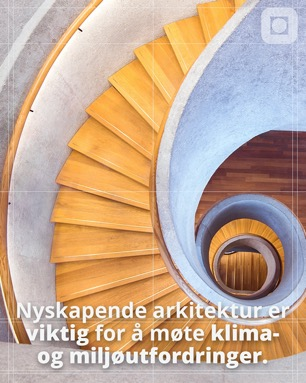 Nyskapende arkitektur er
viktig for å møte klima-
og miljøutfordringer.